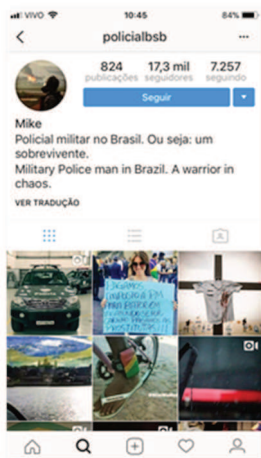 VIVO 10:45 84%
policialbsb
824 17,3 mil 7.257
publicações seguidores seguindo
Seguir
Mike
Policial militar no Brasil. Ou seja: um
sobrevivente.
Military Police man in Brazil. A warrior in
chaos.
VER TRADUÇÃO